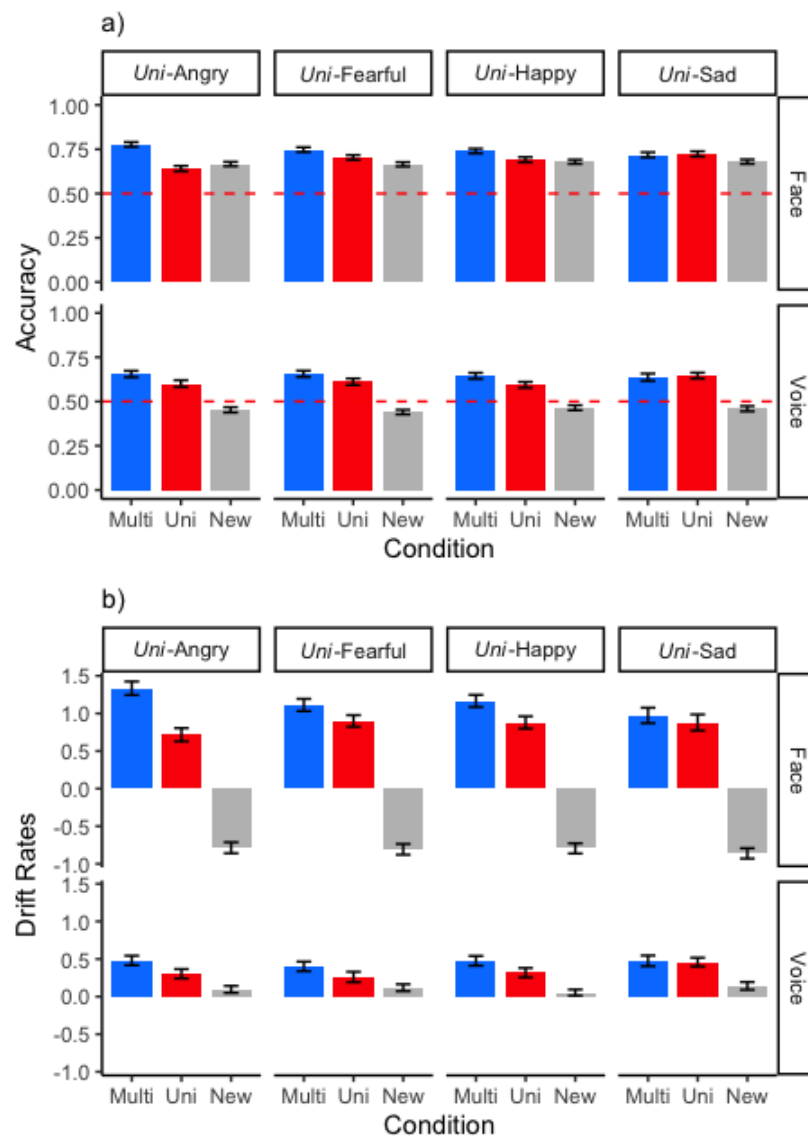 a)
Uni-Angry Uni-Fearful Uni-Happy Uni-Sad
1.00
0.75
0.50
0.25
0.00
Face
1.00
0.75
0.50
0.25
0.00
Voice
Accuracy
Multi Uni New Multi Uni New Multi Uni New Multi Uni New
Condition
b)
Uni-Angry Uni-Fearful Uni-Happy Uni-Sad
1.5
1.0
0.5
0.0
-0.5
-1.0
Face
1.5
1.0
0.5
0.0
-0.5
-1.0
Voice
Drift Rates
Multi Uni New Multi Uni New Multi Uni New Multi Uni New
Condition